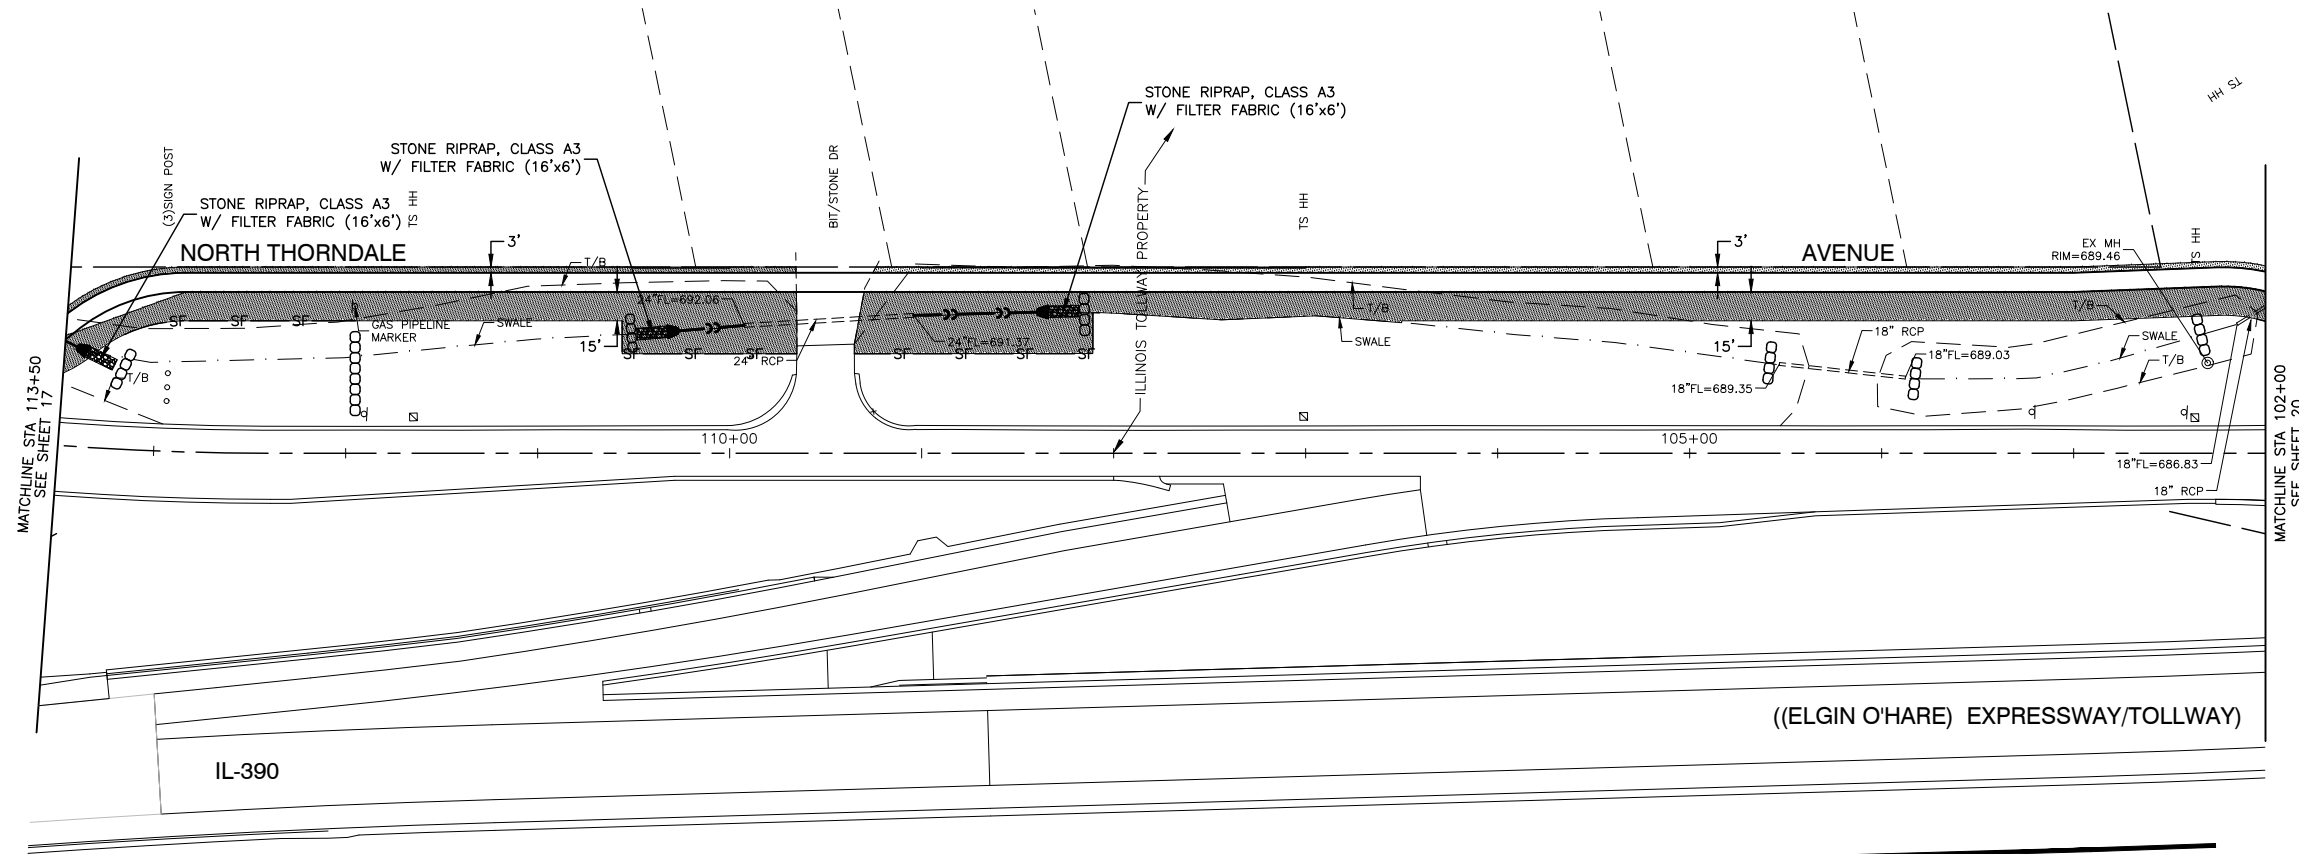 TS HH
STONE RIPRAP, CLASS A3
W/ FILTER FABRIC (16'x6')
STONE RIPRAP, CLASS A3
W/ FILTER FABRIC (16'x6')
(3)SIGN POST
STONE RIPRAP, CLASS A3
W/ FILTER FABRIC (16'x6')
TS HH
BIT/STONE DR
ILLINOIS TOLLWAY PROPERTY
TS HH
TS HH
NORTH THORNDALE
3'
T/B
3'
AVENUE
EX MH
RIM=689.46
24"FL=692.06
T/B
T/B
SF
SF
SF
GAS PIPELINE
MARKER
SWALE
15'
SF
SF
SF
24" RCP
24"FL=691.37
SF
SF
SF
SWALE
15'
18" RCP
18"FL=689.03
18"FL=689.35
SWALE
T/B
T/B
MATCHLINE STA 113+50
SEE SHEET 17
110+00
105+00
18"FL=686.83
18" RCP
MATCHLINE STA 102+00
SEE SHEET 20
((ELGIN O'HARE) EXPRESSWAY/TOLLWAY)
IL-390